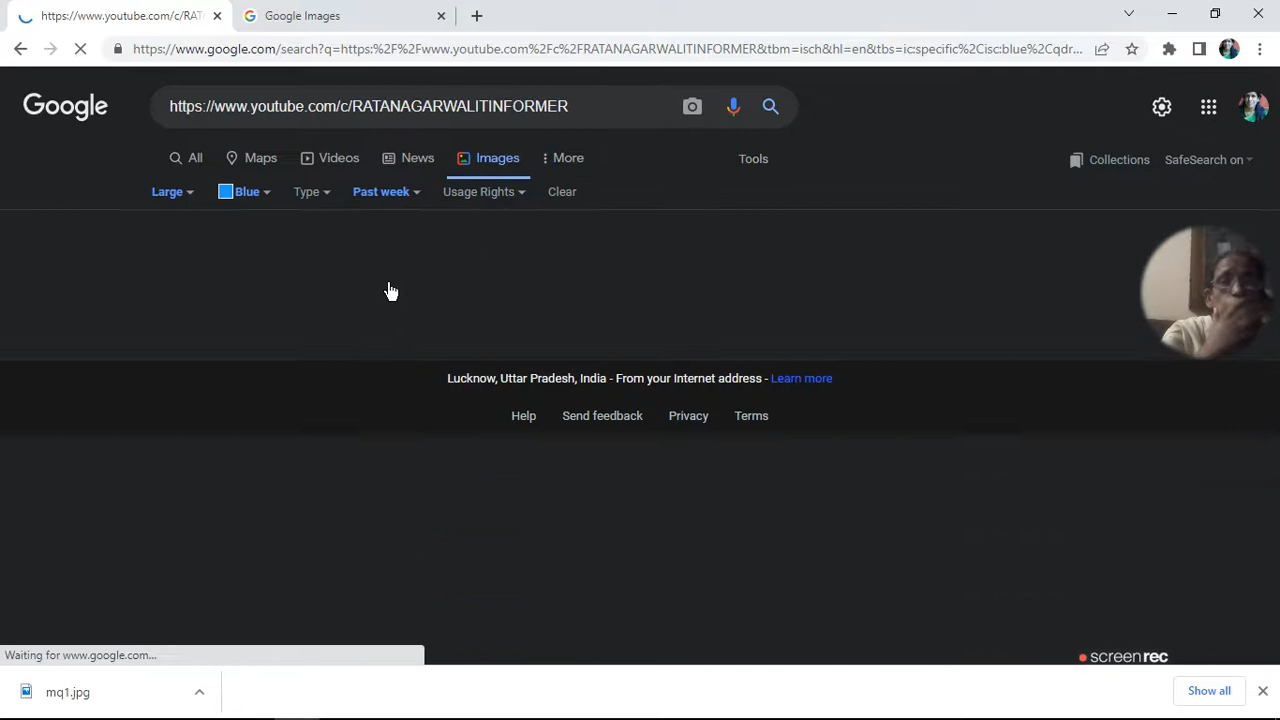 https://www.youtube.com/c/RAT
Google Images
https://www.google.com/search?q=https:%2F%2Fwww.youtube.com%2Fc%2FRATANAGARWALITINFORMER&tbm=isch&hl=en&tbs=ic:specific%2Cisc:blue%2Cqdr...
Google
https://www.youtube.com/c/RATANAGARWALITINFORMER
All Maps Videos News Images More Tools Collections SafeSearch on
Large Blue Type Past week Usage Rights Clear
Lucknow, Uttar Pradesh, India - From your Internet address - Learn more
Help Send feedback Privacy Terms
Waiting for www.google.com...
screenrec
mq1.jpg Show all